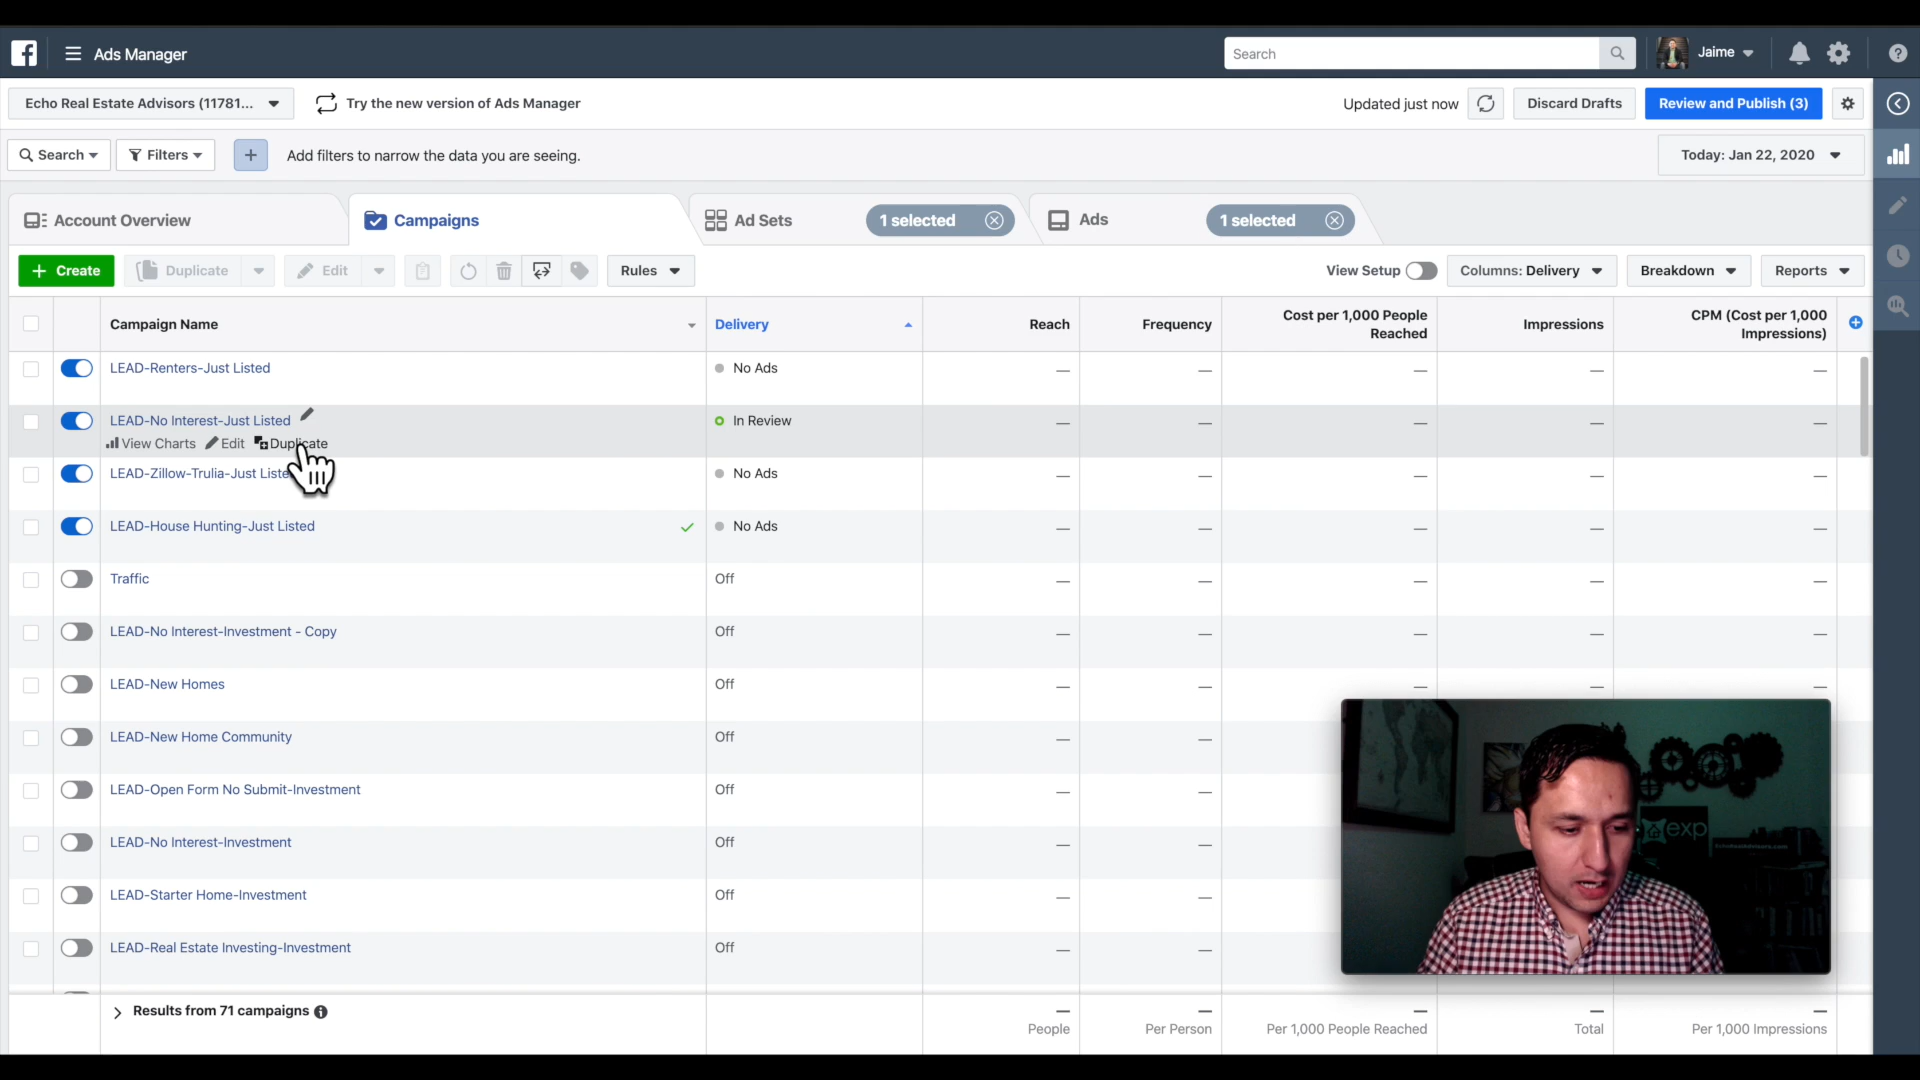 Ads Manager
Search
Jaime
Echo Real Estate Advisors (11781...
Try the new version of Ads Manager
Updated just now
Discard Drafts
Review and Publish (3)
Search
Filters
Add filters to narrow the data you are seeing.
Today: Jan 22, 2020
Account Overview
Campaigns
Ad Sets
1 selected
Ads
1 selected
+ Create
Duplicate
Edit
Rules
View Setup
Columns: Delivery
Breakdown
Reports
Campaign Name
Delivery
Reach
Frequency
Cost per 1,000 People
Reached
Impressions
CPM (Cost per 1,000
Impressions)
LEAD-Renters-Just Listed
No Ads
— — — — —
LEAD-No Interest-Just Listed
In Review
— — — — —
View Charts Edit Duplicate
LEAD-Zillow-Trulia-Just Liste
No Ads
— — — — —
LEAD-House Hunting-Just Listed
No Ads
— — — — —
Traffic
Off
— — — — —
LEAD-No Interest-Investment - Copy
Off
— — — — —
LEAD-New Homes
Off
— — — — —
LEAD-New Home Community
Off
— — —
LEAD-Open Form No Submit-Investment
Off
— —
LEAD-No Interest-Investment
Off
— —
LEAD-Starter Home-Investment
Off
— —
LEAD-Real Estate Investing-Investment
Off
— —
exp
Results from 71 campaigns
— — — — —
People
Per Person
Per 1,000 People Reached
Total
Per 1,000 Impressions